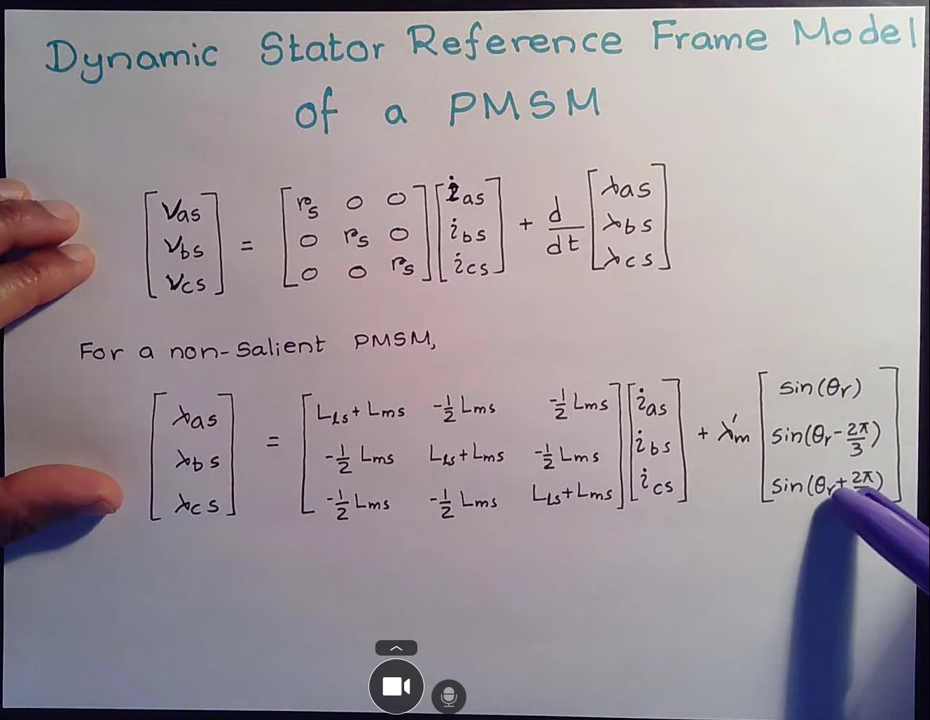 Dynamic Stator Reference Frame Model
of a PMSM
[Vas Vbs Vcs] = [rs 0 0; 0 rs 0; 0 0 rs] [ias ibs ics] + d/dt [λas λbs λcs]
For a non-salient PMSM,
[λas λbs λcs] = [Lls+Lms -1/2 Lms -1/2 Lms; -1/2 Lms Lls+Lms -1/2 Lms; -1/2 Lms -1/2 Lms Lls+Lms] [ias ibs ics] + λ'm [sin(θr) sin(θr-2π/3) sin(θr+2π)]